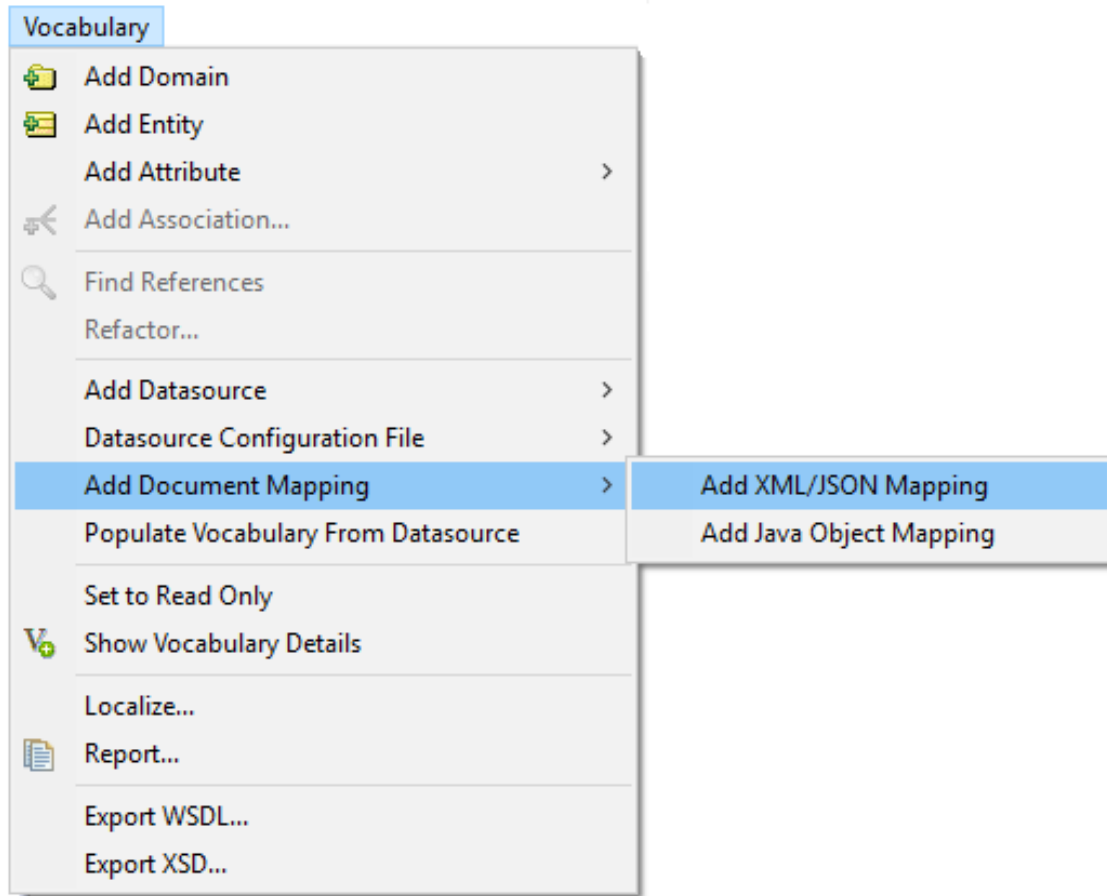 Vocabulary
Add Domain
Add Entity
Add Attribute
Add Association...
Find References
Refactor...
Add Datasource
Datasource Configuration File
Add Document Mapping
Add XML/JSON Mapping
Populate Vocabulary From Datasource
Add Java Object Mapping
Set to Read Only
Show Vocabulary Details
Localize...
Report...
Export WSDL...
Export XSD...